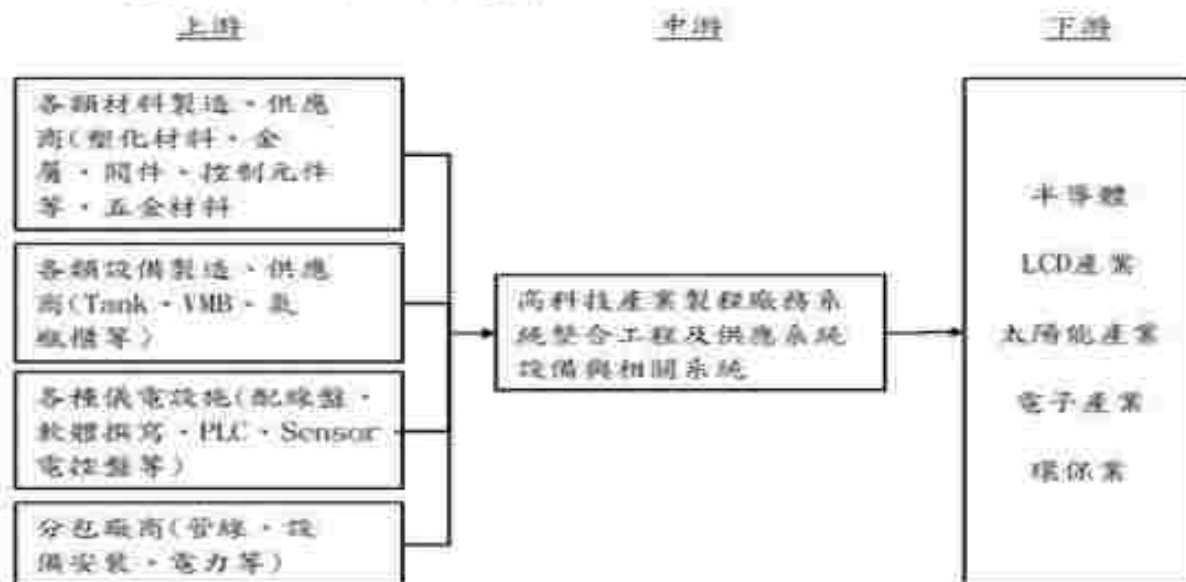 上游
中游
下游
各類材料製造、供應
商(塑化材料、金
屬、閥件、控制元件
等、五金材料
各類設備製造、供應
商(Tank、VMB、氣
瓶櫃等)
各種儀電設施(配線盤、
軟體撰寫、PLC、Sensor
電控盤等)
分包廠商(管線、設
備安裝、電力等)
高科技產業製程廠務系
統整合工程及供應系統
設備與相關系統
半導體
LCD產業
太陽能產業
電子產業
環保業